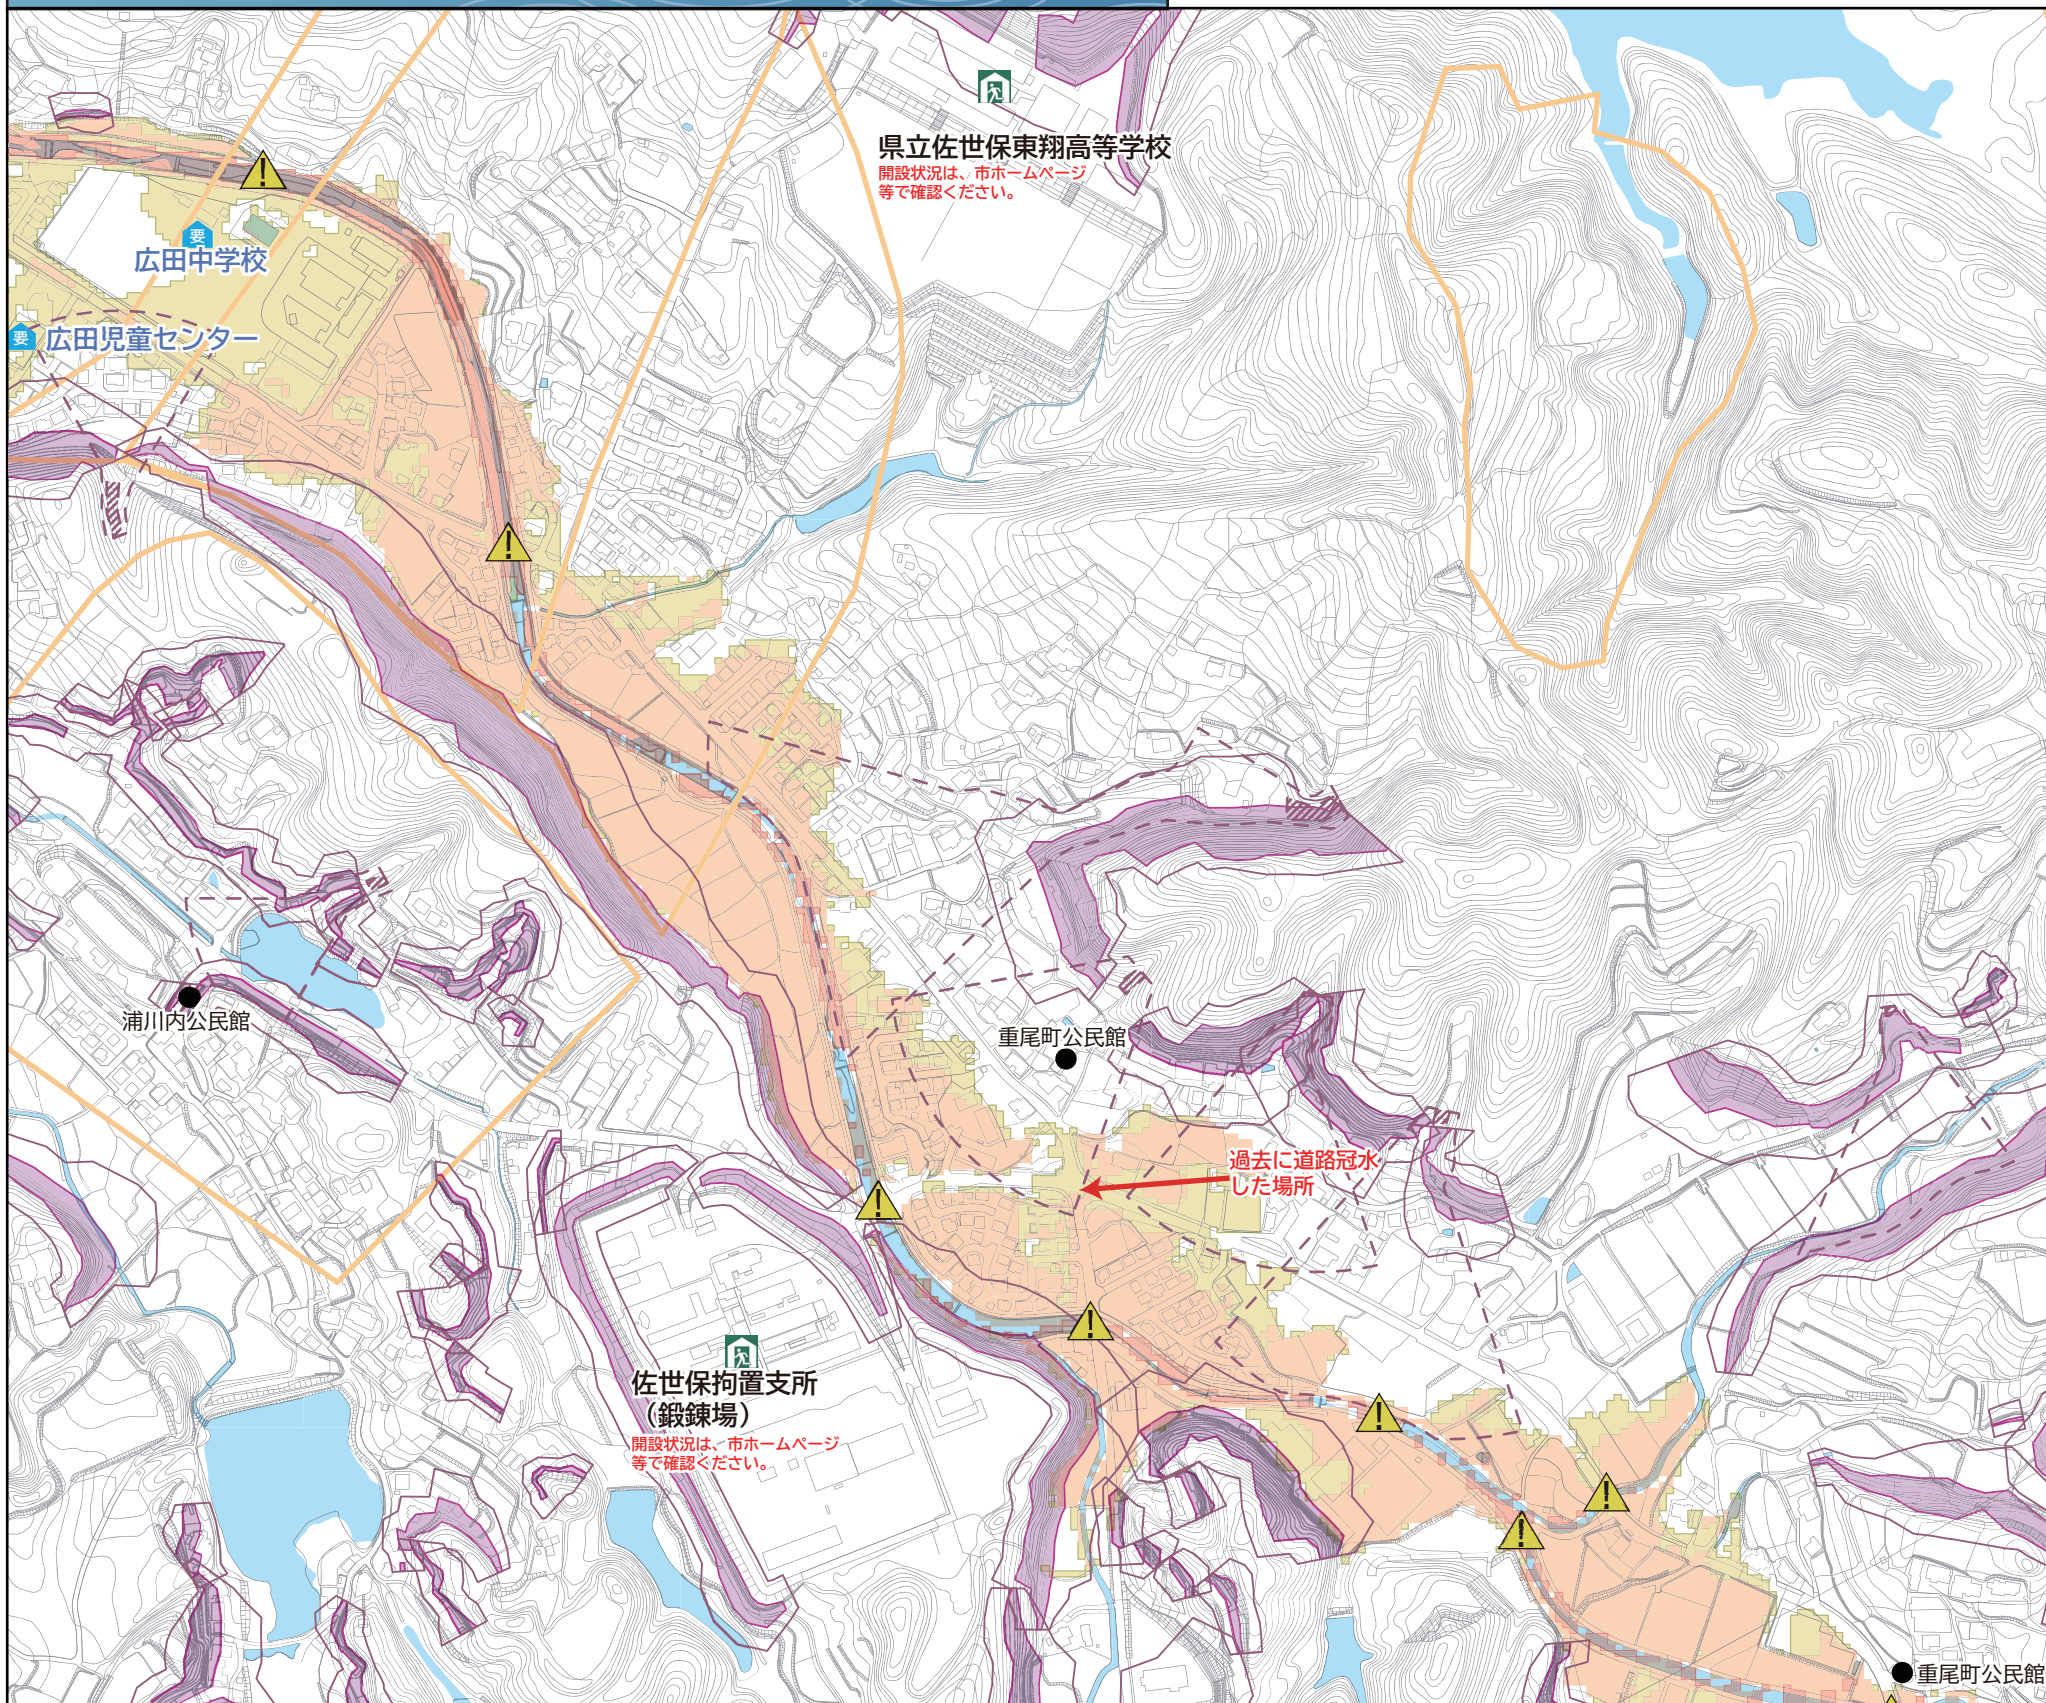 県立佐世保東翔高等学校
開設状況は、市ホームページ
等で確認ください。
要
広田中学校
要
広田児童センター
浦川内公民館
重尾町公民館
過去に道路冠水
した場所
佐世保拘置支所
（鍛錬場）
開設状況は、市ホームページ
等で確認ください。
重尾町公民館